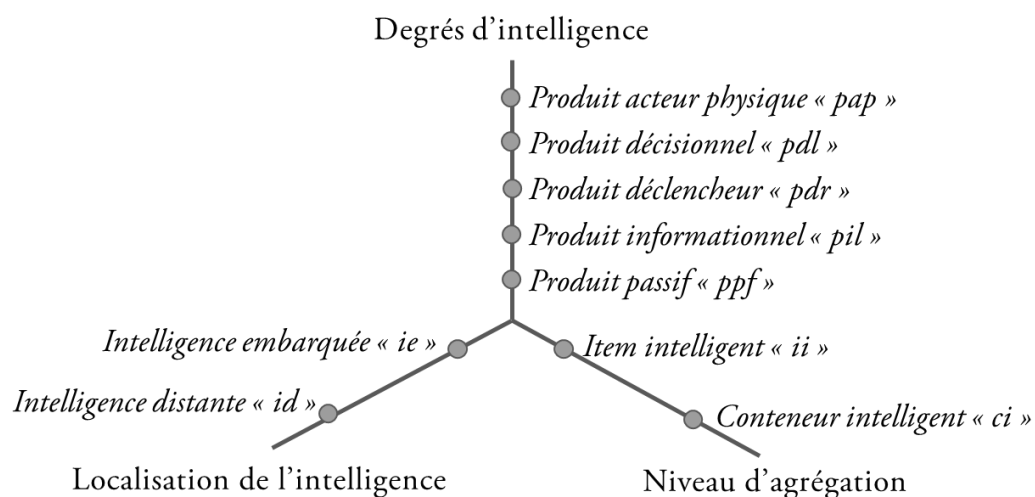 Degrés d’intelligence
Produit acteur physique « pap »
Produit décisionnel « pdl »
Produit déclencheur « pdr »
Produit informationnel « pil »
Produit passif « ppf »
Intelligence embarquée « ie »
Item intelligent « ii »
Intelligence distante « id »
Conteneur intelligent « ci »
Localisation de l’intelligence
Niveau d’agrégation